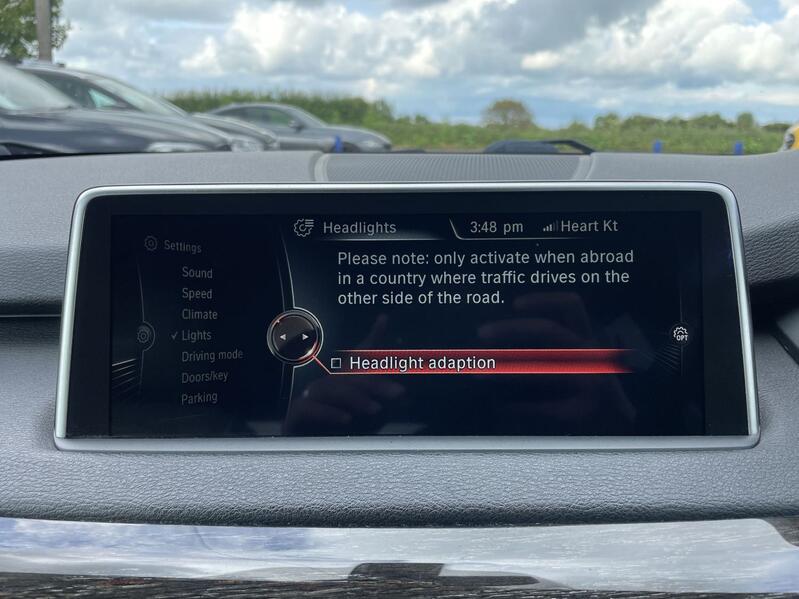 Headlights
3:48 pm
Heart Kt
Settings
Sound
Speed
Climate
Lights
Driving mode
Doors/key
Parking
Please note: only activate when abroad
in a country where traffic drives on the
other side of the road.
Headlight adaption
OPT